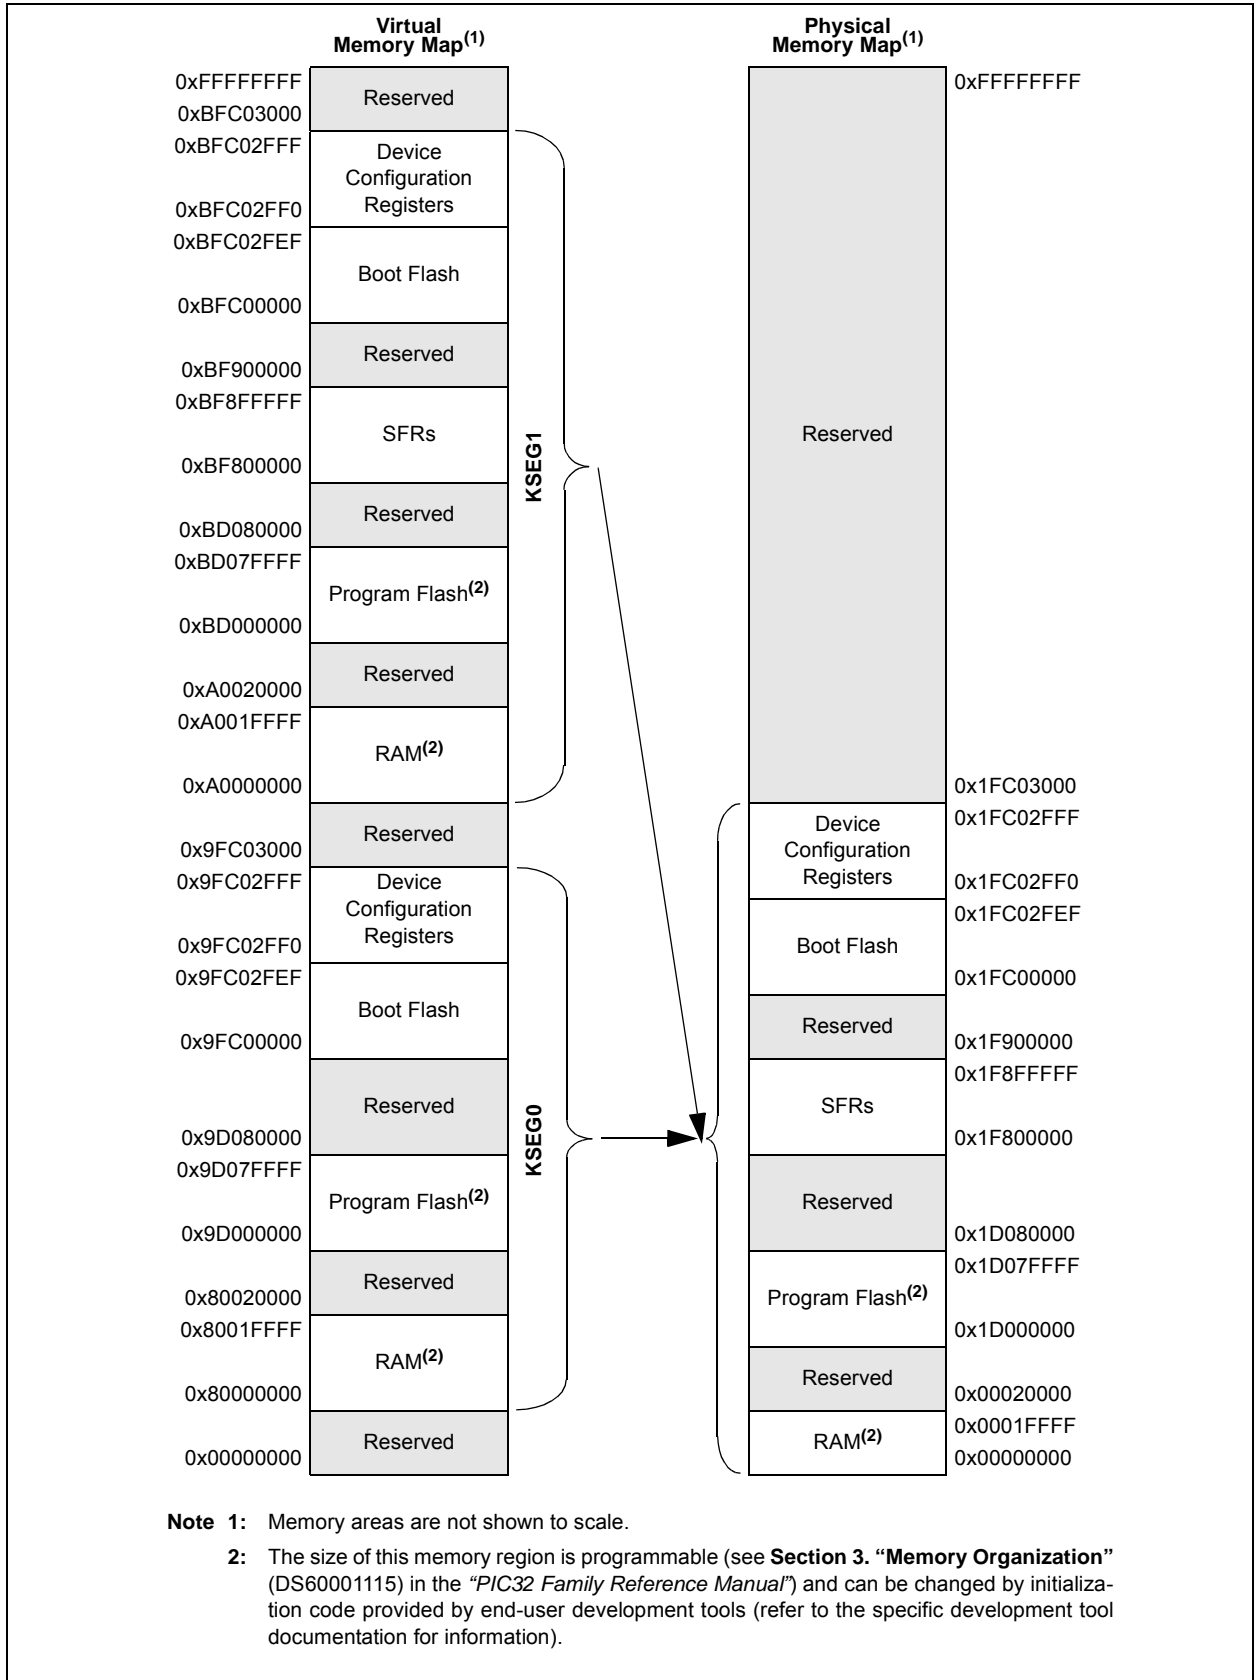 Virtual
Memory Map(1)
0xFFFFFFFF
Reserved
0xBFC03000
0xBFC02FFF
Device
Configuration
Registers
0xBFC02FF0
0xBFC02FEF
Boot Flash
0xBFC00000
Reserved
0xBF900000
0xBF8FFFFF
SFRs
0xBF800000
Reserved
0xBD080000
0xBD07FFFF
Program Flash(2)
0xBD000000
Reserved
0xA0020000
0xA001FFFF
RAM(2)
0xA0000000
Reserved
0x9FC03000
0x9FC02FFF
Device
Configuration
Registers
0x9FC02FF0
0x9FC02FEF
Boot Flash
0x9FC00000
Reserved
0x9D080000
0x9D07FFFF
Program Flash(2)
0x9D000000
Reserved
0x80020000
0x8001FFFF
RAM(2)
0x80000000
Reserved
0x00000000
KSEG1
KSEG0
Physical
Memory Map(1)
0xFFFFFFFF
Reserved
0x1FC03000
0x1FC02FFF
Device
Configuration
Registers
0x1FC02FF0
0x1FC02FEF
Boot Flash
0x1FC00000
Reserved
0x1F900000
0x1F8FFFFF
SFRs
0x1F800000
Reserved
0x1D080000
0x1D07FFFF
Program Flash(2)
0x1D000000
Reserved
0x00020000
0x0001FFFF
RAM(2)
0x00000000
Note 1: Memory areas are not shown to scale.
2: The size of this memory region is programmable (see Section 3. “Memory Organization”
(DS60001115) in the “PIC32 Family Reference Manual”) and can be changed by initializa-
tion code provided by end-user development tools (refer to the specific development tool
documentation for information).